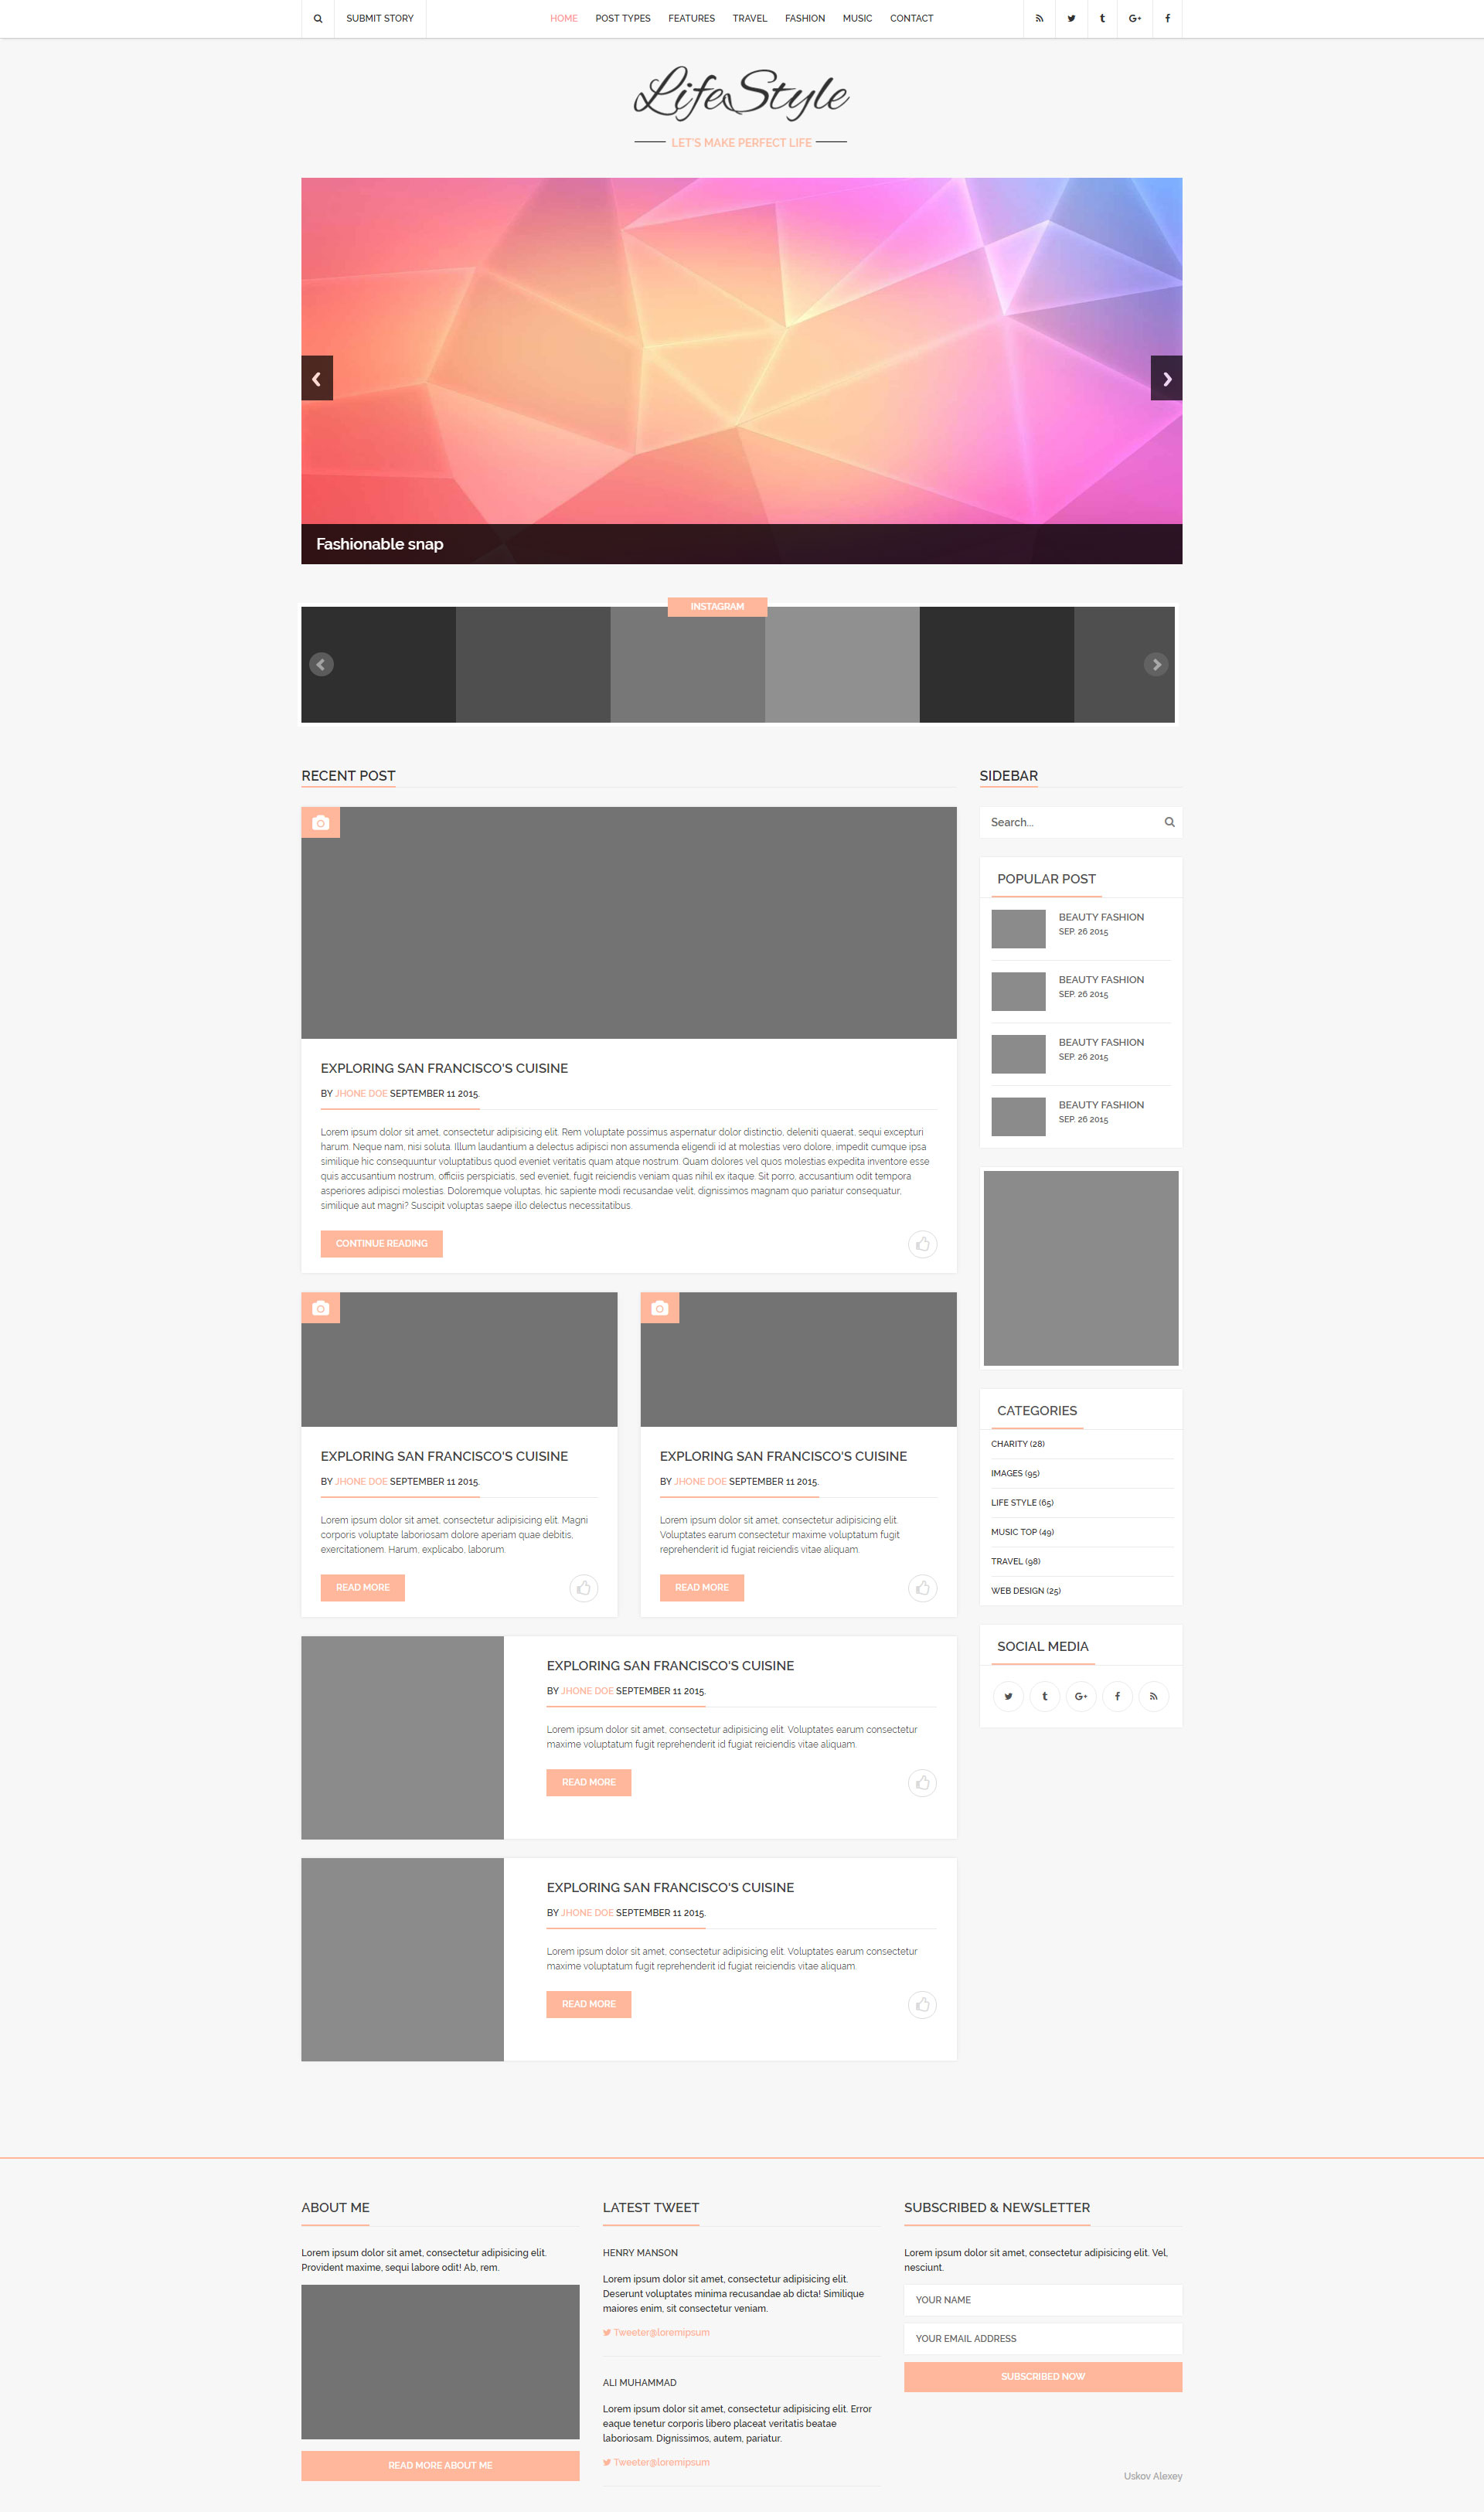 SUBMIT STORY
HOME POST TYPES FEATURES TRAVEL FASHION MUSIC CONTACT
LifeStyle
LET'S MAKE PERFECT LIFE
Fashionable snap
INSTAGRAM
RECENT POST
EXPLORING SAN FRANCISCO'S CUISINE
BY JHONE DOE SEPTEMBER 11 2015.
Lorem ipsum dolor sit amet, consectetur adipisicing elit. Rem voluptate possimus aspernatur dolor distinctio, deleniti quaerat, sequi excepturi
harum. Neque nam, nisi soluta. Illum laudantium a delectus adipisci non assumenda eligendi id at molestias vero dolore, impedit cumque ipsa
similique hic consequuntur voluptatibus quod eveniet veritatis quam atque nostrum. Quam dolores vel quos molestias expedita inventore esse
quis accusantium nostrum, officiis perspiciatis, sed eveniet, fugit reiciendis veniam quas nihil ex itaque. Sit porro, accusantium odit tempora
asperiores adipisci molestias. Doloremque voluptas, hic sapiente modi recusandae velit, dignissimos magnam quo pariatur consequatur,
similique aut magni? Suscipit voluptas saepe illo delectus necessitatibus.
CONTINUE READING
EXPLORING SAN FRANCISCO'S CUISINE
BY JHONE DOE SEPTEMBER 11 2015.
Lorem ipsum dolor sit amet, consectetur adipisicing elit. Magni
corporis voluptate laboriosam dolore aperiam quae debitis,
exercitationem. Harum, explicabo, laborum.
READ MORE
EXPLORING SAN FRANCISCO'S CUISINE
BY JHONE DOE SEPTEMBER 11 2015.
Lorem ipsum dolor sit amet, consectetur adipisicing elit.
Voluptates earum consectetur maxime voluptatum fugit
reprehenderit id fugiat reiciendis vitae aliquam.
READ MORE
EXPLORING SAN FRANCISCO'S CUISINE
BY JHONE DOE SEPTEMBER 11 2015.
Lorem ipsum dolor sit amet, consectetur adipisicing elit. Voluptates earum consectetur
maxime voluptatum fugit reprehenderit id fugiat reiciendis vitae aliquam.
READ MORE
EXPLORING SAN FRANCISCO'S CUISINE
BY JHONE DOE SEPTEMBER 11 2015.
Lorem ipsum dolor sit amet, consectetur adipisicing elit. Voluptates earum consectetur
maxime voluptatum fugit reprehenderit id fugiat reiciendis vitae aliquam.
READ MORE
SIDEBAR
Search...
POPULAR POST
BEAUTY FASHION
SEP. 26 2015
BEAUTY FASHION
SEP. 26 2015
BEAUTY FASHION
SEP. 26 2015
BEAUTY FASHION
SEP. 26 2015
CATEGORIES
CHARITY (28)
IMAGES (95)
LIFE STYLE (65)
MUSIC TOP (49)
TRAVEL (98)
WEB DESIGN (25)
SOCIAL MEDIA
ABOUT ME
Lorem ipsum dolor sit amet, consectetur adipisicing elit.
Provident maxime, sequi labore odit! Ab, rem.
READ MORE ABOUT ME
LATEST TWEET
HENRY MANSON
Lorem ipsum dolor sit amet, consectetur adipisicing elit.
Deserunt voluptates minima recusandae ab dicta! Similique
maiores enim, sit consectetur veniam.
Tweeter@loremipsum
ALI MUHAMMAD
Lorem ipsum dolor sit amet, consectetur adipisicing elit. Error
eaque tenetur corporis libero placeat veritatis beatae
laboriosam. Dignissimos, autem, pariatur.
Tweeter@loremipsum
SUBSCRIBED & NEWSLETTER
Lorem ipsum dolor sit amet, consectetur adipisicing elit. Vel,
nesciunt.
YOUR NAME
YOUR EMAIL ADDRESS
SUBSCRIBED NOW
Uskov Alexey